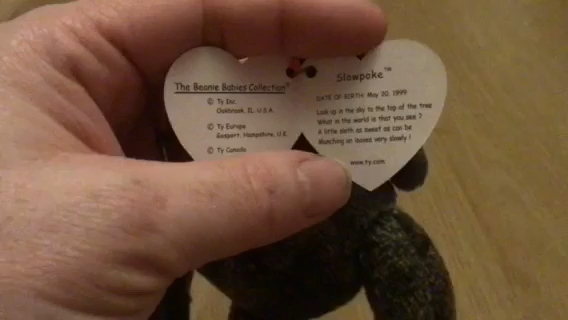 The Beanie Babies Collection®
© Ty Inc.
Oakbrook, IL, U.S.A.
© Ty Europe
Gosport, Hampshire, U.K.
© Ty Canada
Slowpoke™
DATE OF BIRTH: May 20, 1999
Look up in the sky to the top of the tree
What in the world is that you see ?
A little sloth as sweet as can be
Munching on leaves very slowly !
www.ty.com